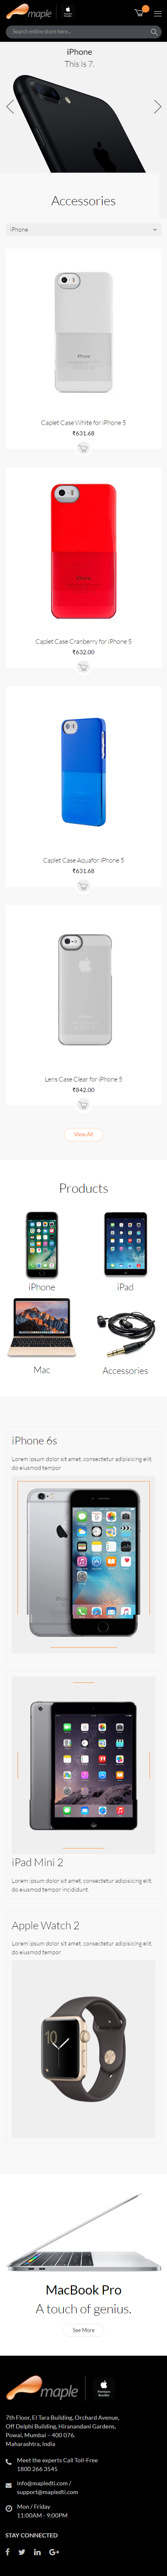 maple
Search entire store here...
iPhone
This is 7.
Accessories
iPhone
Caplet Case White for iPhone 5
₹631.68
Caplet Case Cranberry for iPhone 5
₹632.00
Caplet Case Aquafor iPhone 5
₹631.68
Lens Case Clear for iPhone 5
₹842.00
View All
Products
iPhone
iPad
Mac
Accessories
iPhone 6s
Lorem ipsum dolor sit amet, consectetur adipisicing elit,
do eiusmod tempor
iPad Mini 2
Lorem ipsum dolor sit amet, consectetur adipisicing elit,
do eiusmod tempor incididunt.
Apple Watch 2
Lorem ipsum dolor sit amet, consectetur adipisicing elit,
do eiusmod tempor
MacBook Pro
A touch of genius.
See More
maple
Premium
Reseller
7th Floor, El Tara Building, Orchard Avenue,
Off Delphi Building, Hiranandani Gardens,
Powai, Mumbai – 400 076.
Maharashtra, India
Meet the experts Call Toll-Free
1800 266 3545
info@mapledti.com /
support@mapledti.com
Mon / Friday
11:00AM - 9:00PM
STAY CONNECTED